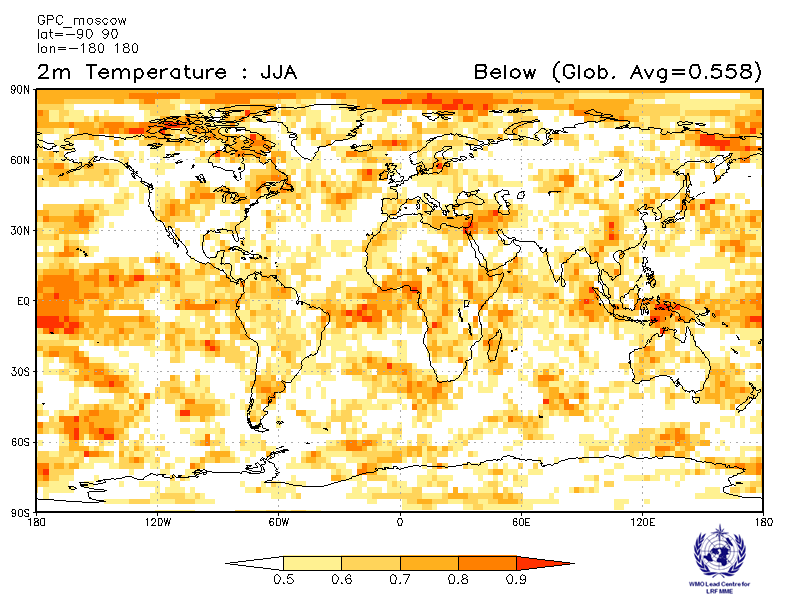 GPC_moscow
lat=-90 90
lon=-180 180
2m Temperature : JJA
Below (Glob. Avg=0.558)
90N
60N
30N
EQ
30S
60S
90S
180 120W 60W 0 60E 120E 180
0.5 0.6 0.7 0.8 0.9
WMO Lead Centre for
LRF MME